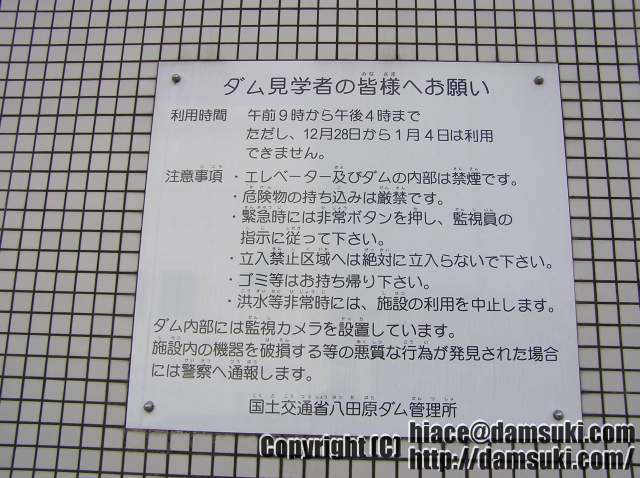 ダム見学者の皆様へお願い
利用時間　午前９時から午後４時まで
ただし、12月28日から１月４日は利用
できません。
注意事項・エレベーター及びダムの内部は禁煙です。
・危険物の持ち込みは厳禁です。
・緊急時には非常ボタンを押し、監視員の
指示に従って下さい。
・立入禁止区域へは絶対に立入らないで下さい。
・ゴミ等はお持ち帰り下さい。
・洪水等非常時には、施設の利用を中止します。
ダム内部には監視カメラを設置しています。
施設内の機器を破損する等の悪質な行為が発見された場合
には警察へ通報します。
国土交通省八田原ダム管理所
Copyright (C) hiace@damsuki.com
http://damsuki.com/